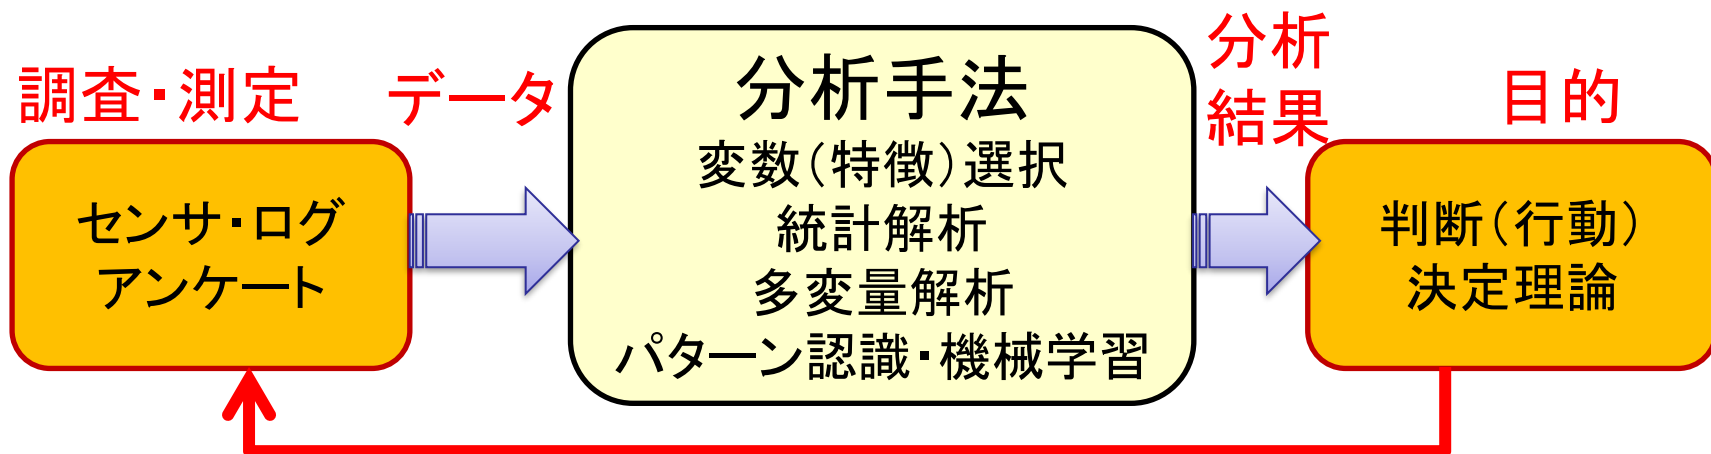 調査・測定
センサ・ログ
アンケート
データ
分析手法
変数(特徴)選択
統計解析
多変量解析
パターン認識・機械学習
分析
結果
目的
判断(行動)
決定理論